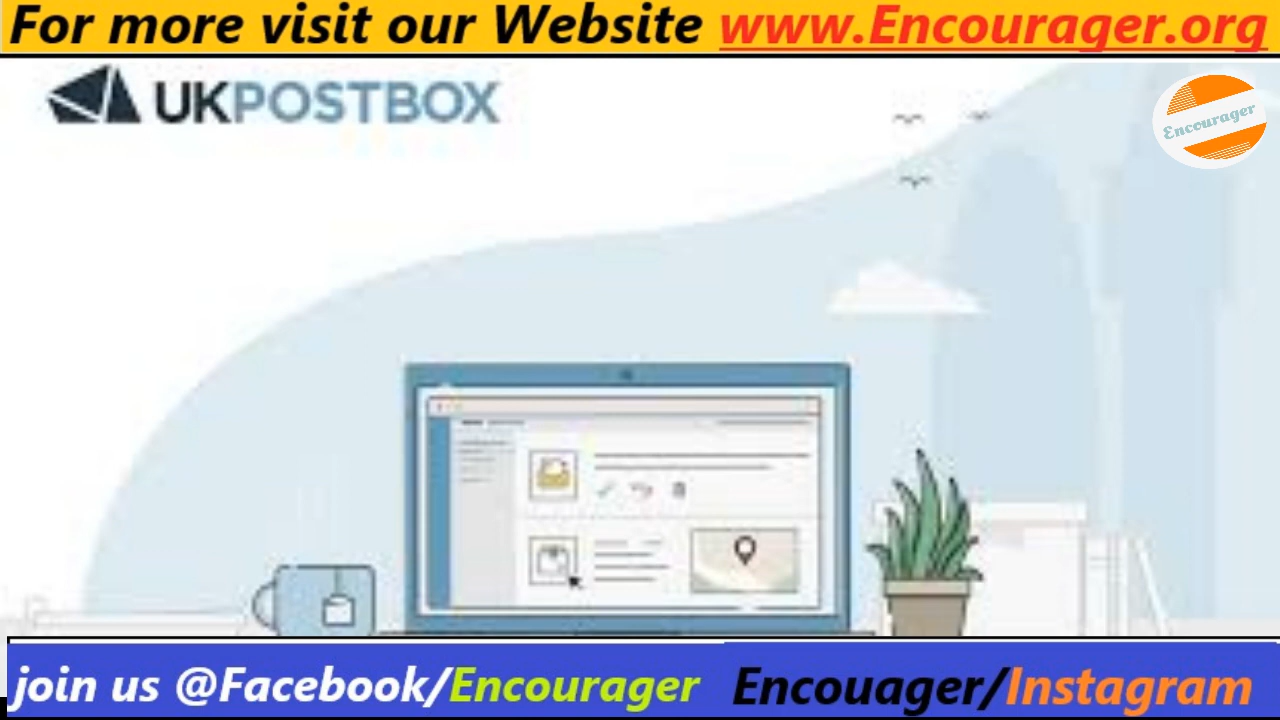 For more visit our Website www.Encourager.org
UKPOSTBOX
Encourager
join us @Facebook/Encourager Encouager/Instagram